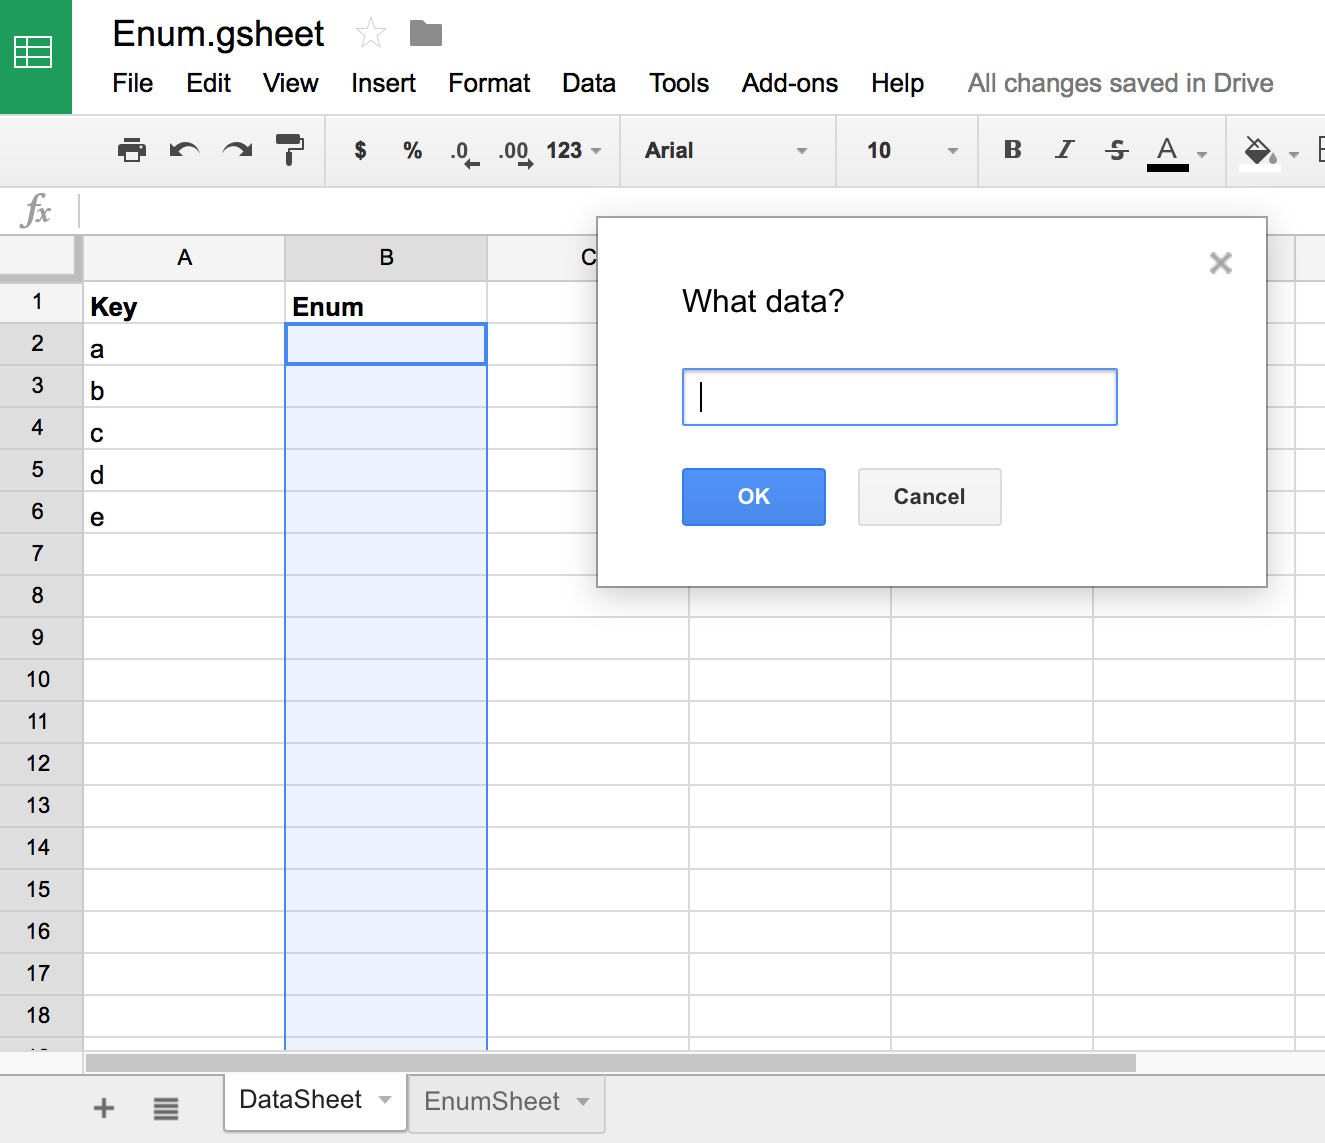 Enum.gsheet
File Edit View Insert Format Data Tools Add-ons Help All changes saved in Drive
$ % .0 .00 123 Arial 10 B I S A
fx
A B C
1 Key Enum
What data?
2 a
3 b
4 c
5 d
OK Cancel
6 e
7
8
9
10
11
12
13
14
15
16
17
18
+ DataSheet EnumSheet